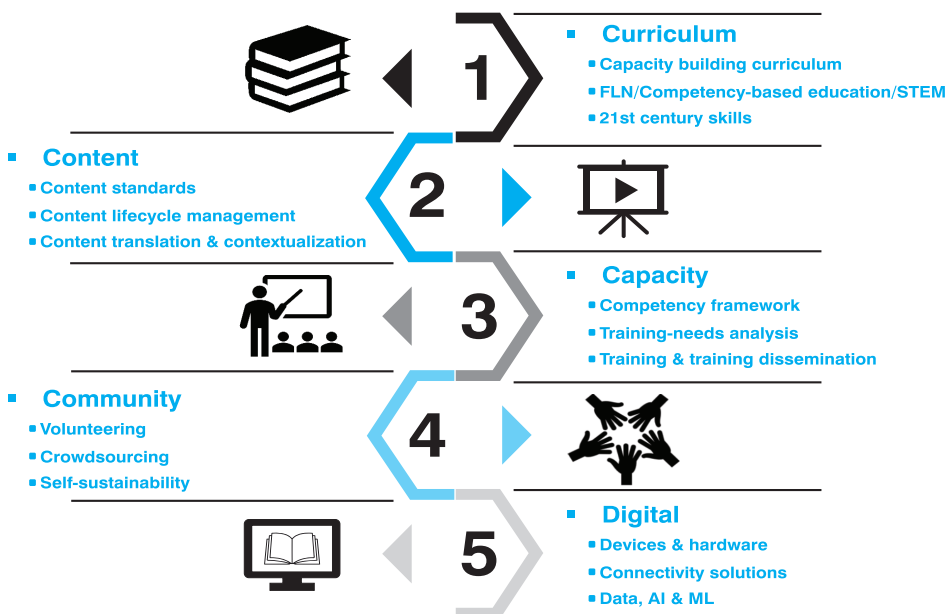 1
Curriculum
Capacity building curriculum
FLN/Competency-based education/STEM
21st century skills
2
Content
Content standards
Content lifecycle management
Content translation & contextualization
3
Capacity
Competency framework
Training-needs analysis
Training & training dissemination
4
Community
Volunteering
Crowdsourcing
Self-sustainability
5
Digital
Devices & hardware
Connectivity solutions
Data, AI & ML